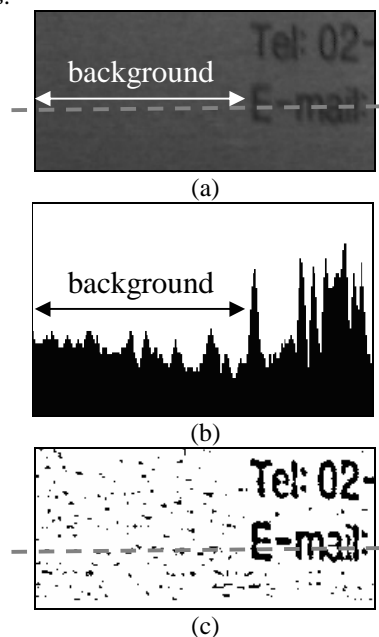 s.
Tel: 02-
background
E-mail:
(a)
background
(b)
Tel: 02-
E-mail:
(c)